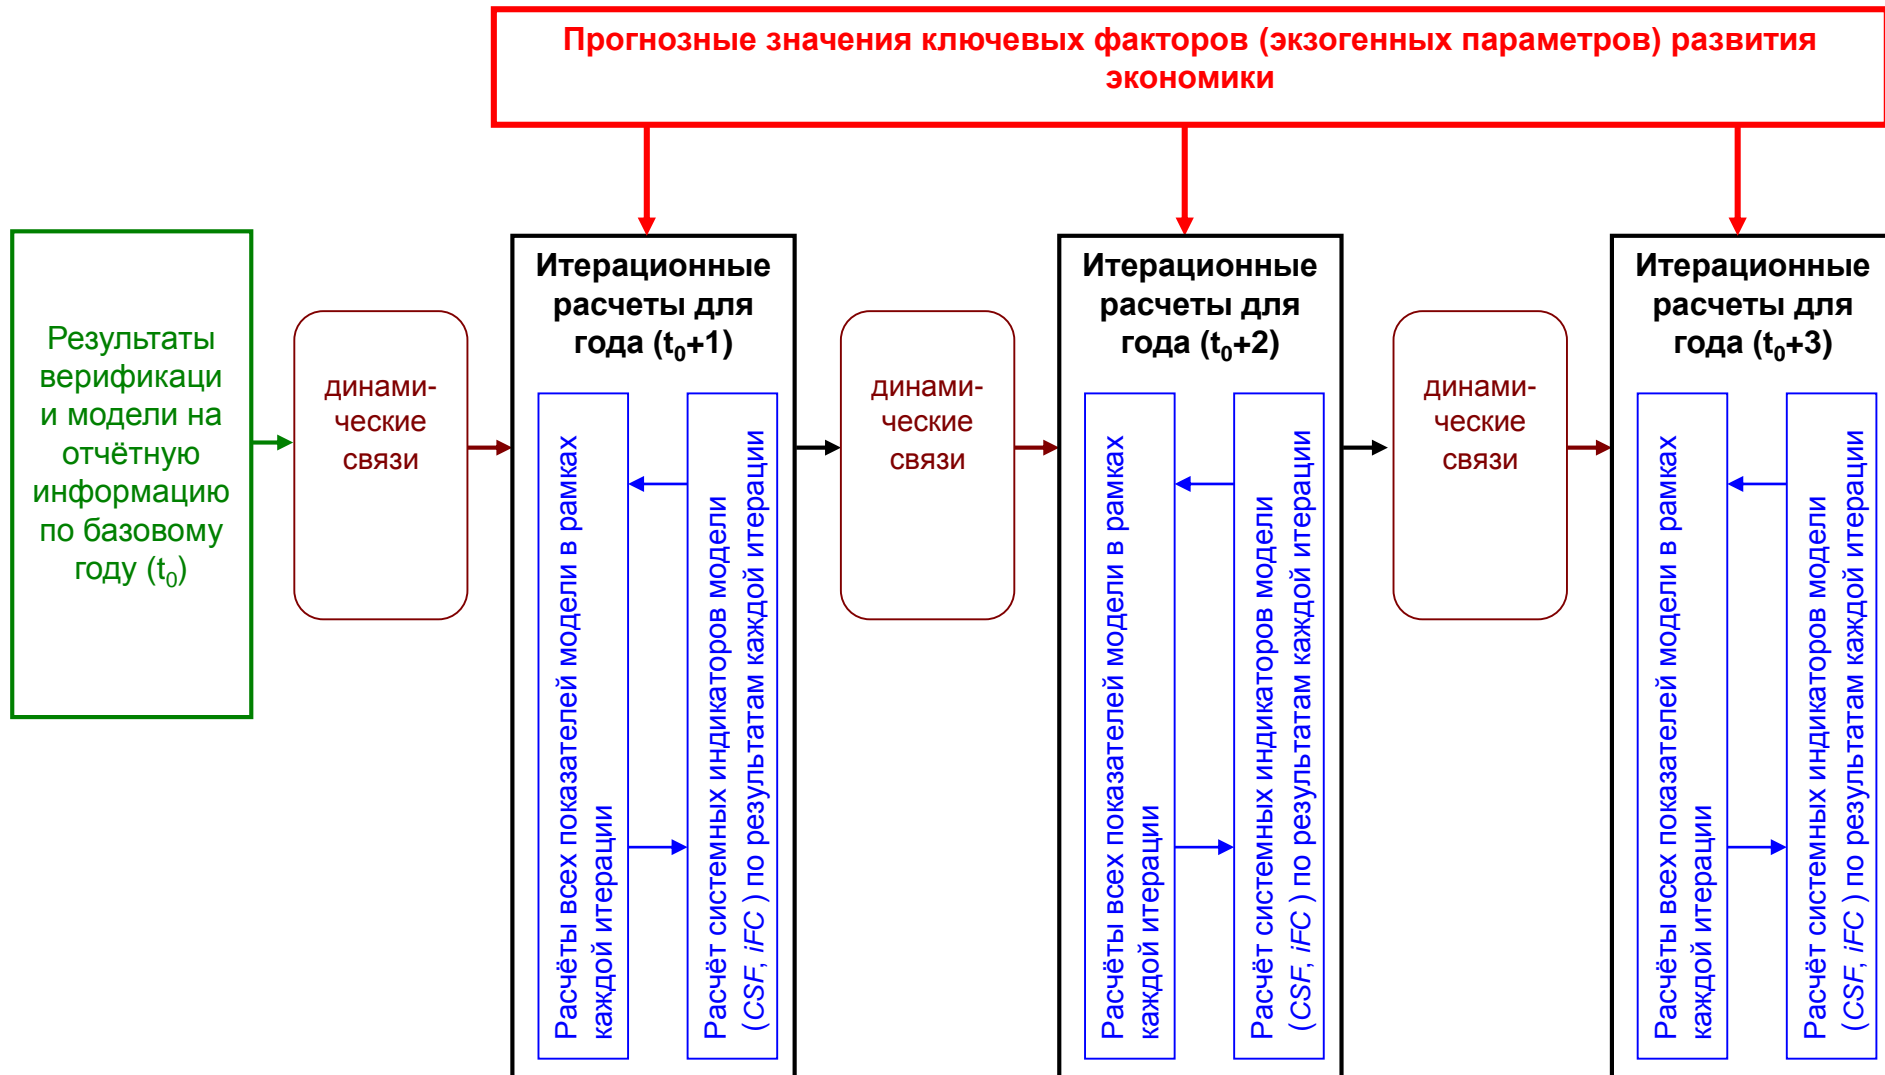 Прогнозные значения ключевых факторов (экзогенных параметров) развития
экономики
Результаты
верификаци
и модели на
отчётную
информацию
по базовому
году (t₀)
динами-
ческие
связи
Итерационные
расчеты для
года (t₀+1)
Расчёты всех показателей модели в рамках
каждой итерации
Расчёт системных индикаторов модели
(CSF, iFC ) по результатам каждой итерации
динами-
ческие
связи
Итерационные
расчеты для
года (t₀+2)
Расчёты всех показателей модели в рамках
каждой итерации
Расчёт системных индикаторов модели
(CSF, iFC ) по результатам каждой итерации
динами-
ческие
связи
Итерационные
расчеты для
года (t₀+3)
Расчёты всех показателей модели в рамках
каждой итерации
Расчёт системных индикаторов модели
(CSF, iFC ) по результатам каждой итерации